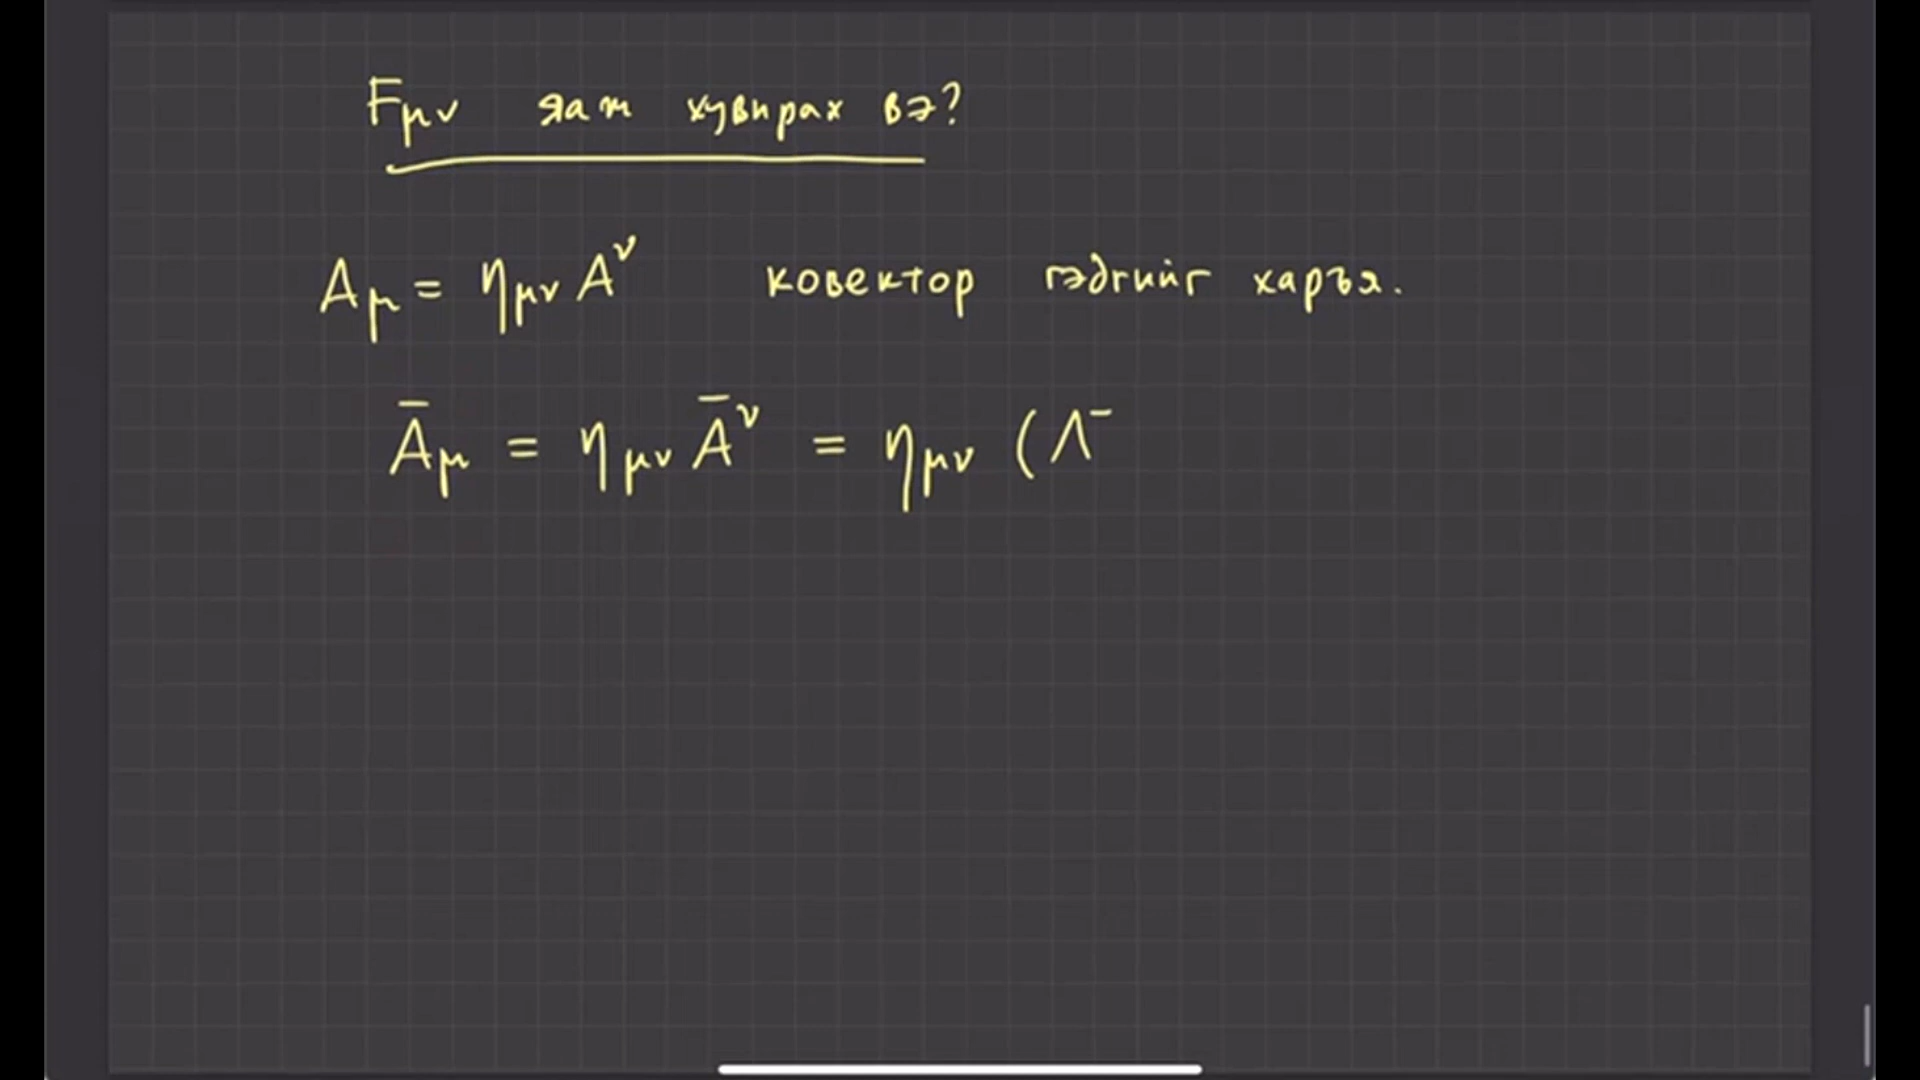 Fμν яаж хувирах вэ?
Aμ = ημν A^ν ковектор гэдгийг харъя.
Āμ = ημν Ā^ν = ημν (Λ^-